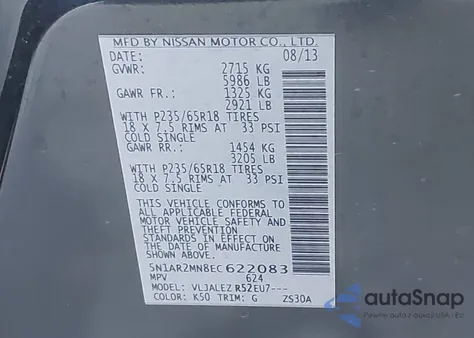 MFD BY NISSAN MOTOR CO., LTD.
DATE: 08/13
GVWR: 2715 KG
5986 LB
GAWR FR.: 1325 KG
2921 LB
WITH P235/65R18 TIRES
18 X 7.5 RIMS AT 33 PSI
COLD SINGLE
GAWR RR.: 1454 KG
3205 LB
WITH P235/65R18 TIRES
18 X 7.5 RIMS AT 33 PSI
COLD SINGLE
THIS VEHICLE CONFORMS TO
ALL APPLICABLE FEDERAL
MOTOR VEHICLE SAFETY AND
THEFT PREVENTION
STANDARDS IN EFFECT ON
THE DATE OF MANUFACTURE
SHOWN ABOVE.
5N1AR2MN8EC622083
MPV 624
MODEL: VLJALEZ R52EU7---
COLOR: K50 TRIM: G ZS30A
autoSnap
Pewne auto z USA i Eu